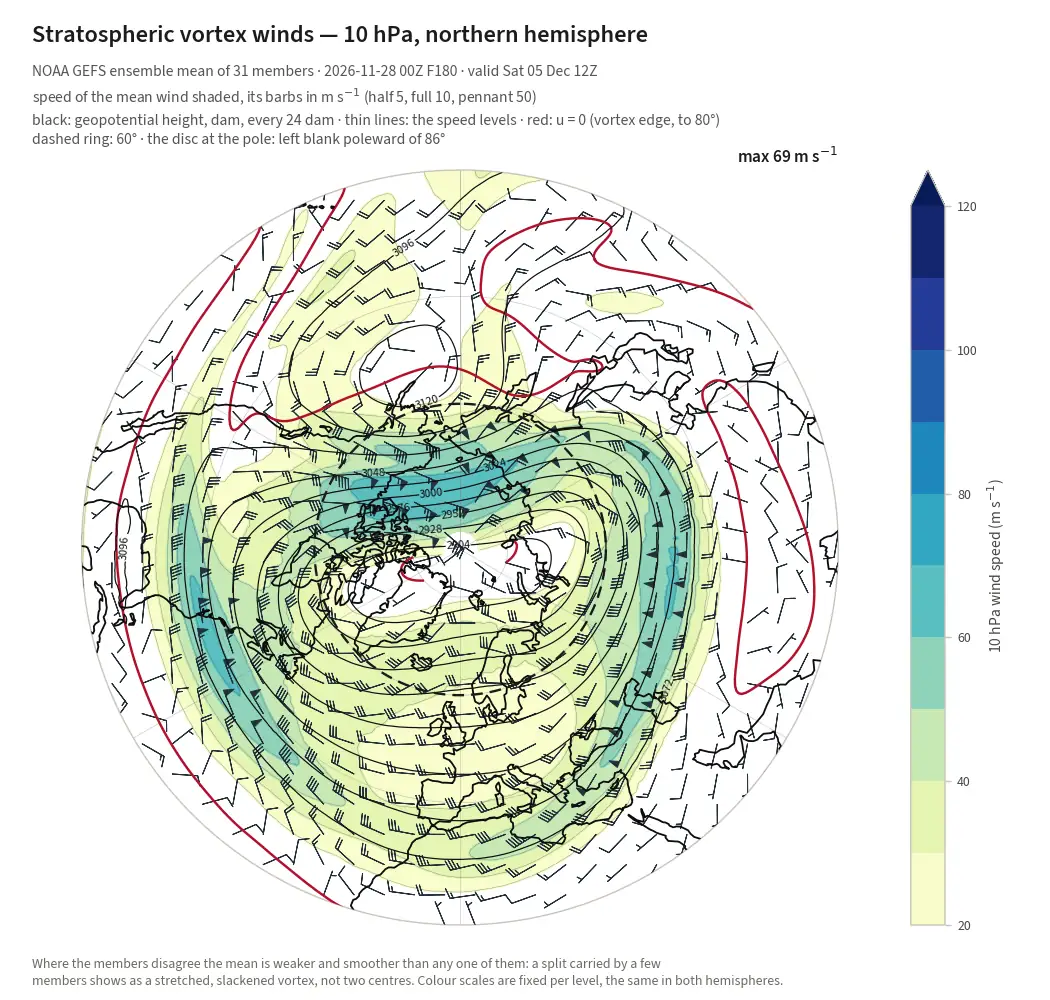 Stratospheric vortex winds — 10 hPa, northern hemisphere
NOAA GEFS ensemble mean of 31 members · 2026-11-28 00Z F180 · valid Sat 05 Dec 12Z
speed of the mean wind shaded, its barbs in m s⁻¹ (half 5, full 10, pennant 50)
black: geopotential height, dam, every 24 dam · thin lines: the speed levels · red: u = 0 (vortex edge, to 80°)
dashed ring: 60° · the disc at the pole: left blank poleward of 86°
max 69 m s⁻¹
120
100
80
60
40
20
10 hPa wind speed (m s⁻¹)
3096
3120
3048
3024
3000
2928
2904
3096
Where the members disagree the mean is weaker and smoother than any one of them: a split carried by a few
members shows as a stretched, slackened vortex, not two centres. Colour scales are fixed per level, the same in both hemispheres.